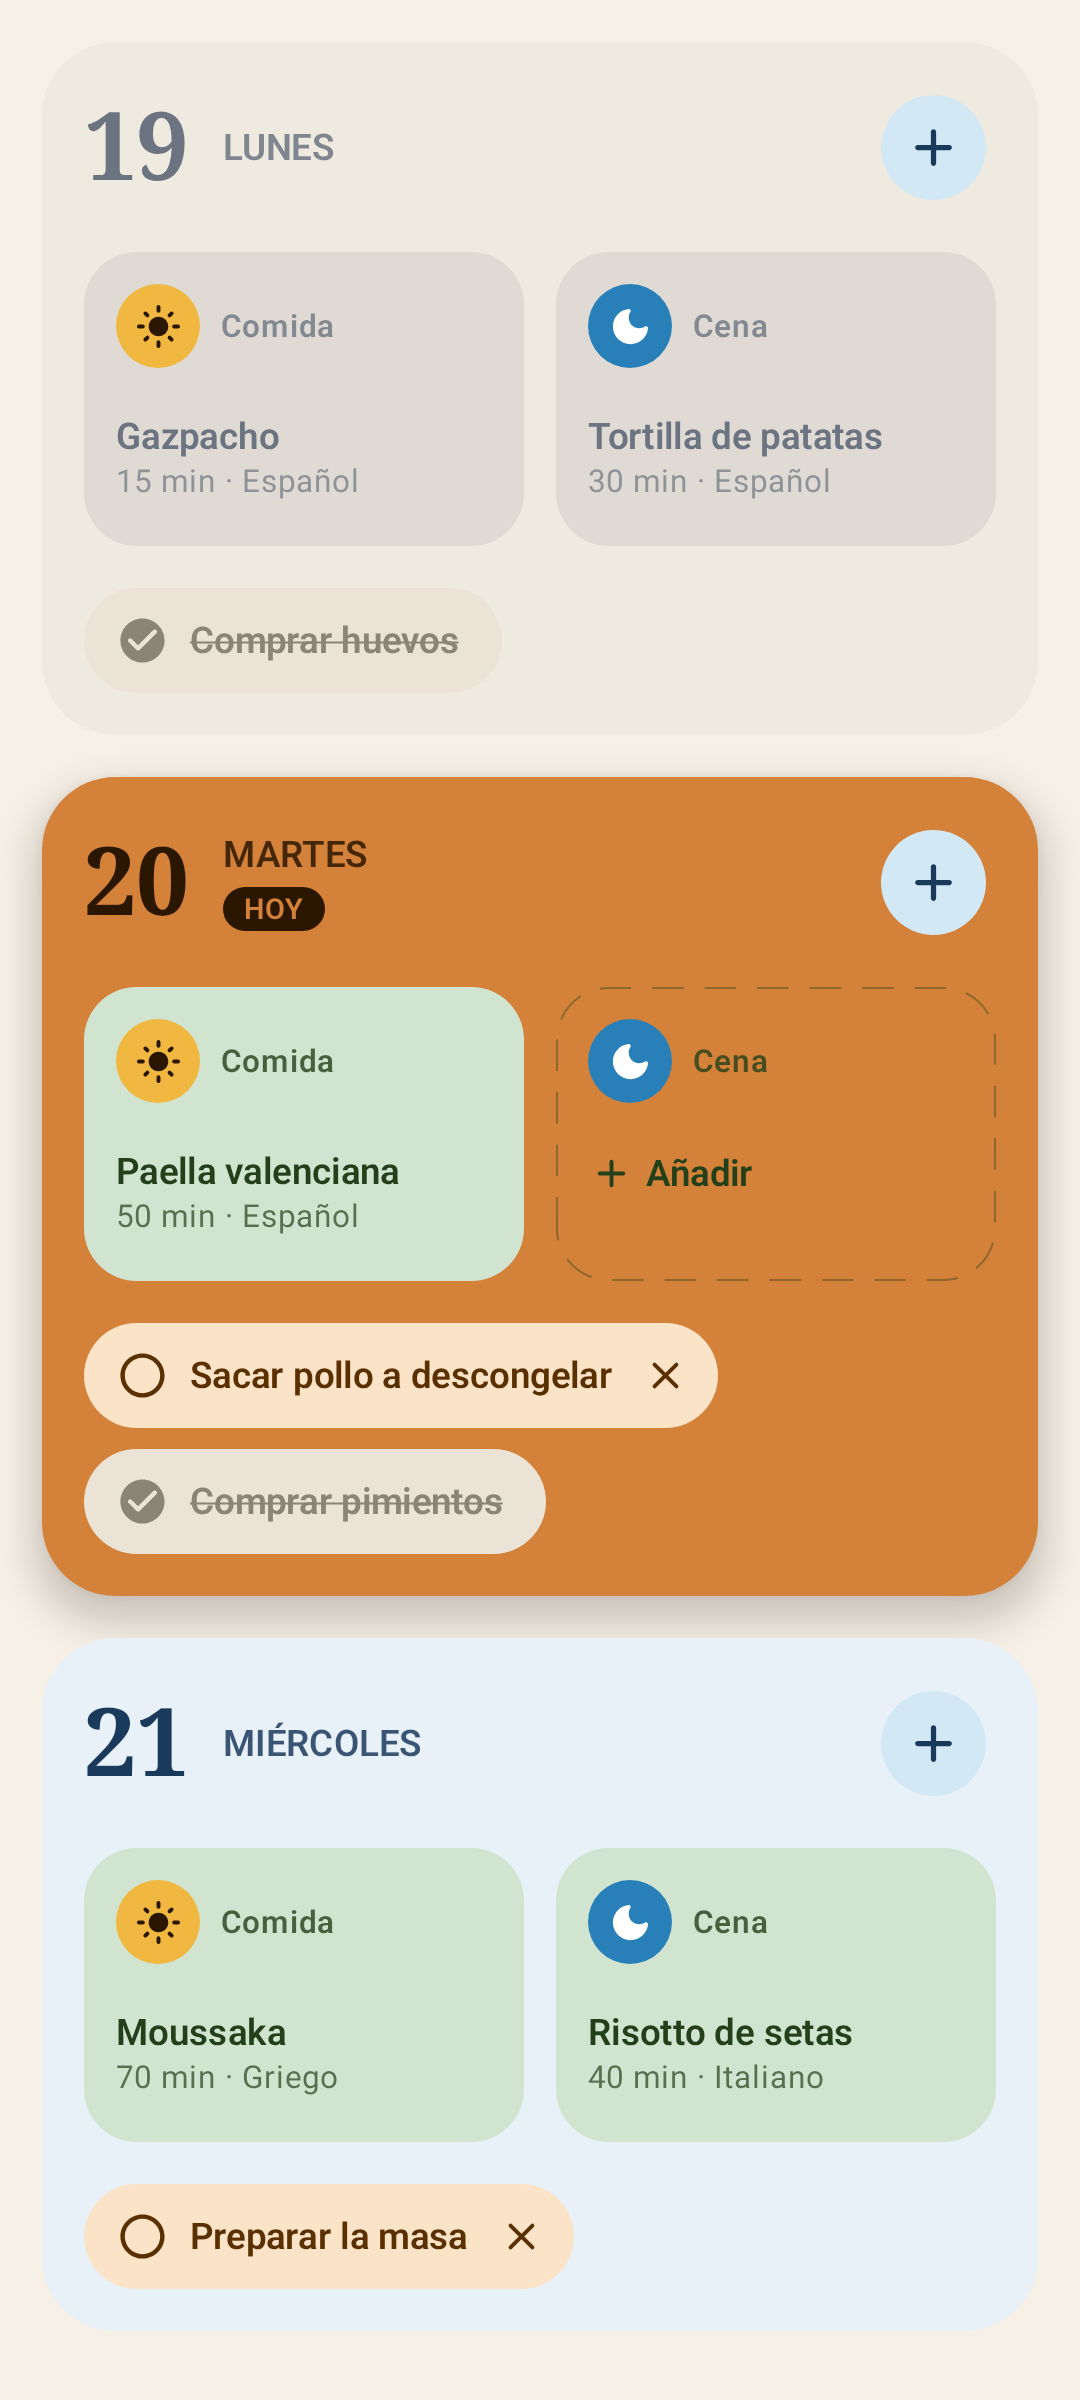 19
LUNES
Comida
Gazpacho
15 min · Español
Cena
Tortilla de patatas
30 min · Español
Comprar huevos
20
MARTES
HOY
Comida
Paella valenciana
50 min · Español
Cena
Añadir
Sacar pollo a descongelar
Comprar pimientos
21
MIÉRCOLES
Comida
Moussaka
70 min · Griego
Cena
Risotto de setas
40 min · Italiano
Preparar la masa